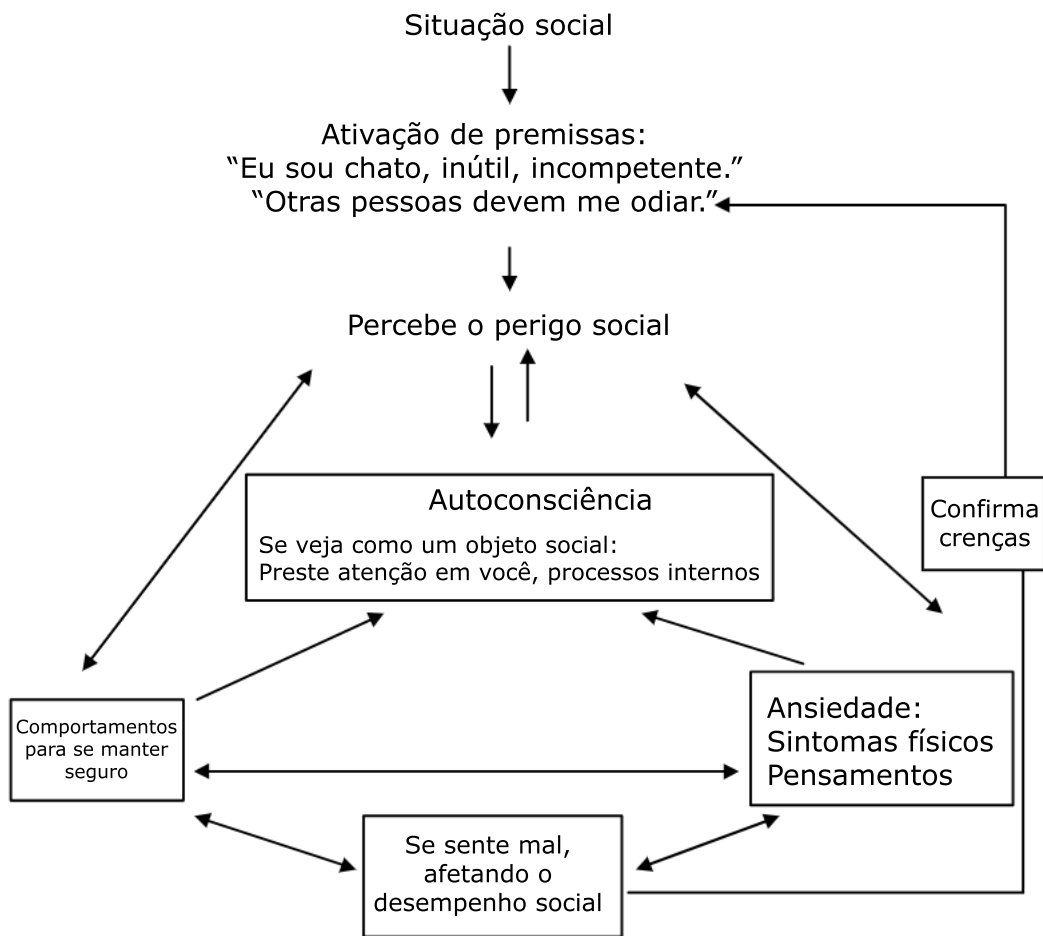 Situação social
Ativação de premissas:
“Eu sou chato, inútil, incompetente.”
“Otras pessoas devem me odiar.”
Percebe o perigo social
Autoconsciência
Se veja como um objeto social:
Preste atenção em você, processos internos
Confirma
crenças
Comportamentos
para se manter
seguro
Ansiedade:
Sintomas físicos
Pensamentos
Se sente mal,
afetando o
desempenho social